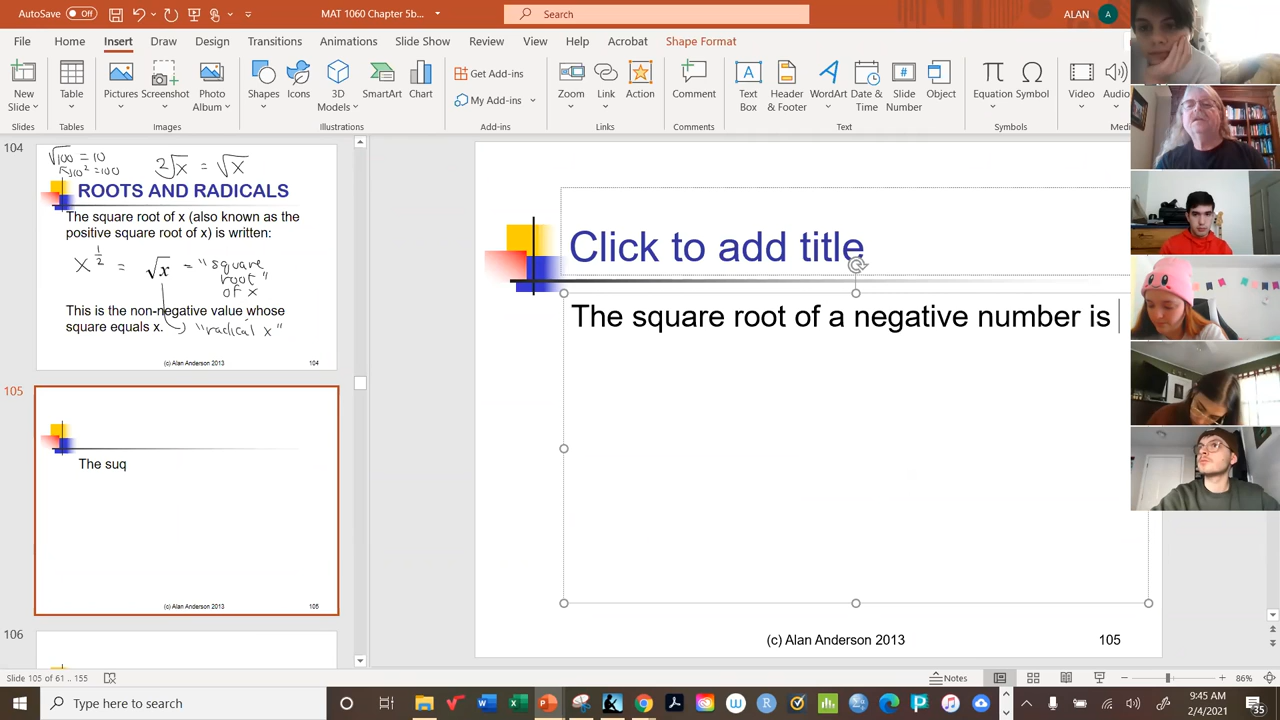 AutoSave Off
MAT 1060 Chapter 5b...
Search
ALAN A
File Home Insert Draw Design Transitions Animations Slide Show Review View Help Acrobat Shape Format
New Slide
Table
Pictures
Screenshot
Photo Album
Shapes
Icons
3D Models
SmartArt
Chart
Get Add-ins
My Add-ins
Zoom
Link
Action
Comment
Text Box
Header & Footer
WordArt
Date & Time
Slide Number
Object
Equation
Symbol
Video
Audio
Slides Tables Images Illustrations Add-ins Links Comments Text Symbols Med
104
√100 = 10
10² = 100
2√x = √x
ROOTS AND RADICALS
The square root of x (also known as the
positive square root of x) is written:
x 1/2 = √x = "square
root"
of x
This is the non-negative value whose
square equals x.
"radical x"
(c) Alan Anderson 2013 104
105
The suq
(c) Alan Anderson 2013 105
106
Click to add title
The square root of a negative number is
(c) Alan Anderson 2013 105
Slide 105 of 61 .. 155
Notes
86%
Type here to search
9:45 AM
2/4/2021
35